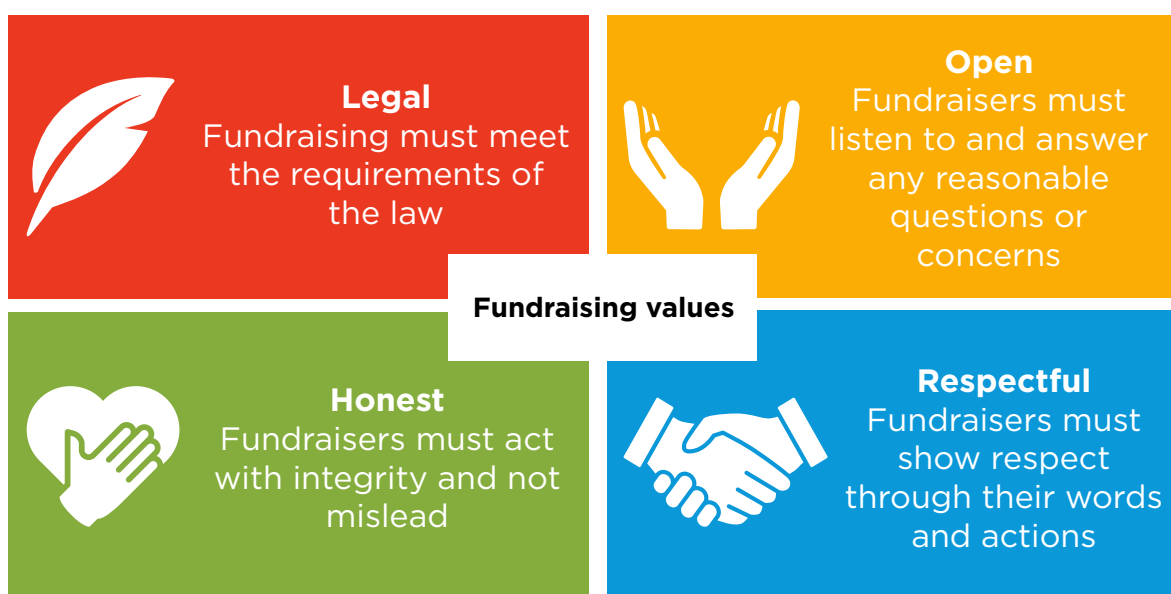 Legal
Fundraising must meet
the requirements of
the law
Open
Fundraisers must
listen to and answer
any reasonable
questions or
concerns
Fundraising values
Honest
Fundraisers must act
with integrity and not
mislead
Respectful
Fundraisers must
show respect
through their words
and actions